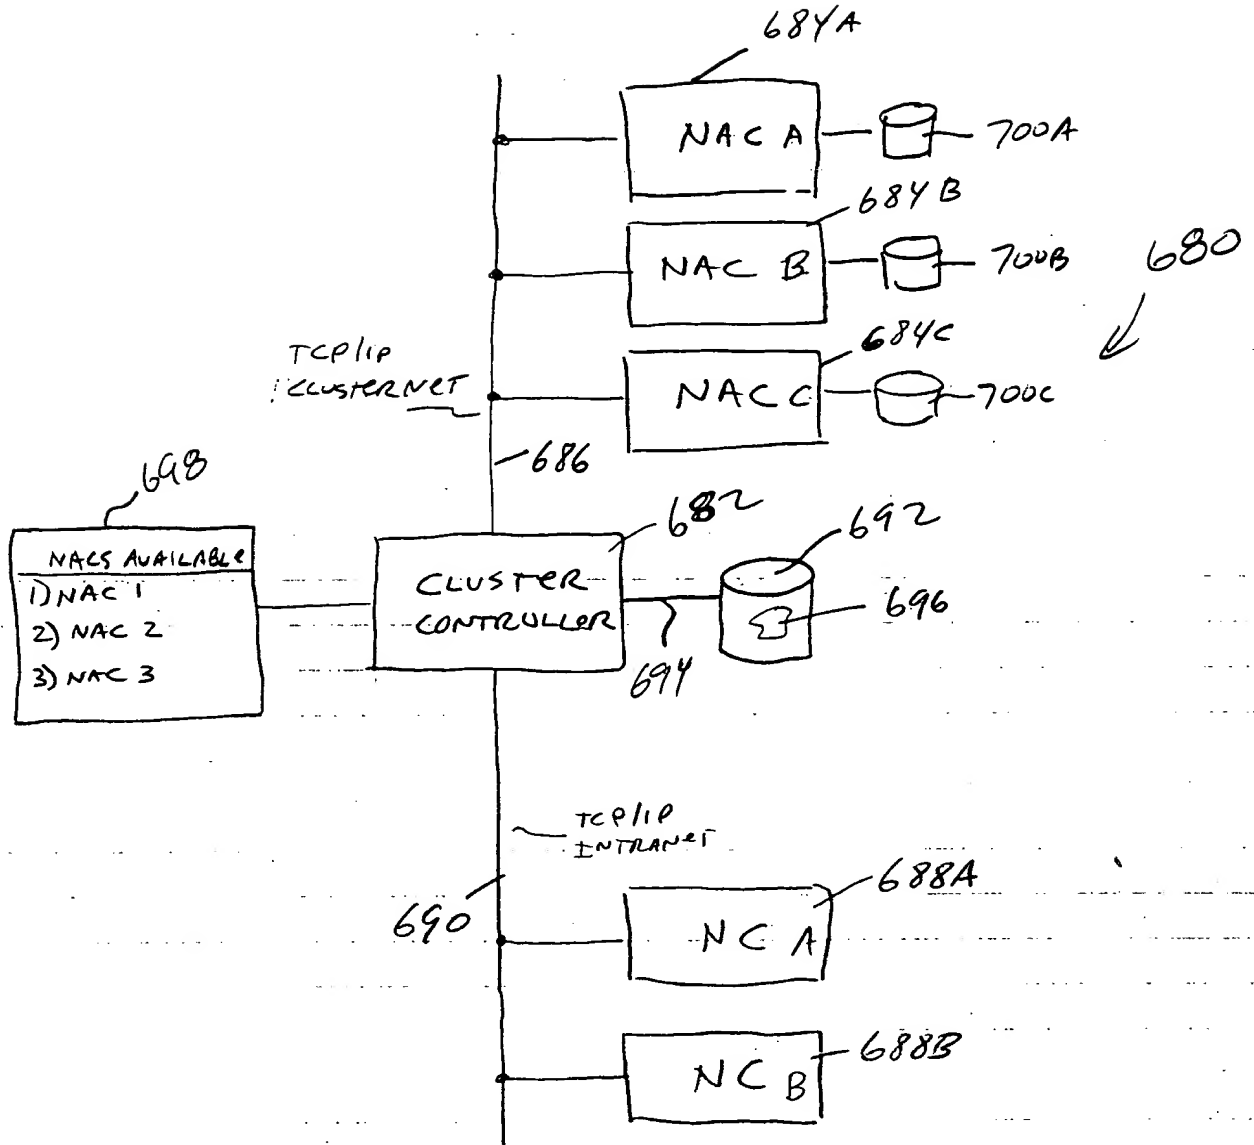 684A
NAC A
700A
684B
NAC B
700B
680
684C
NAC C
700C
TCP/IP
CLUSTERNET
686
698
682
692
NACS AVAILABLE
1) NAC 1
2) NAC 2
3) NAC 3
CLUSTER
CONTROLLER
696
694
TCP/IP
INTRANET
690
688A
NC A
688B
NC B